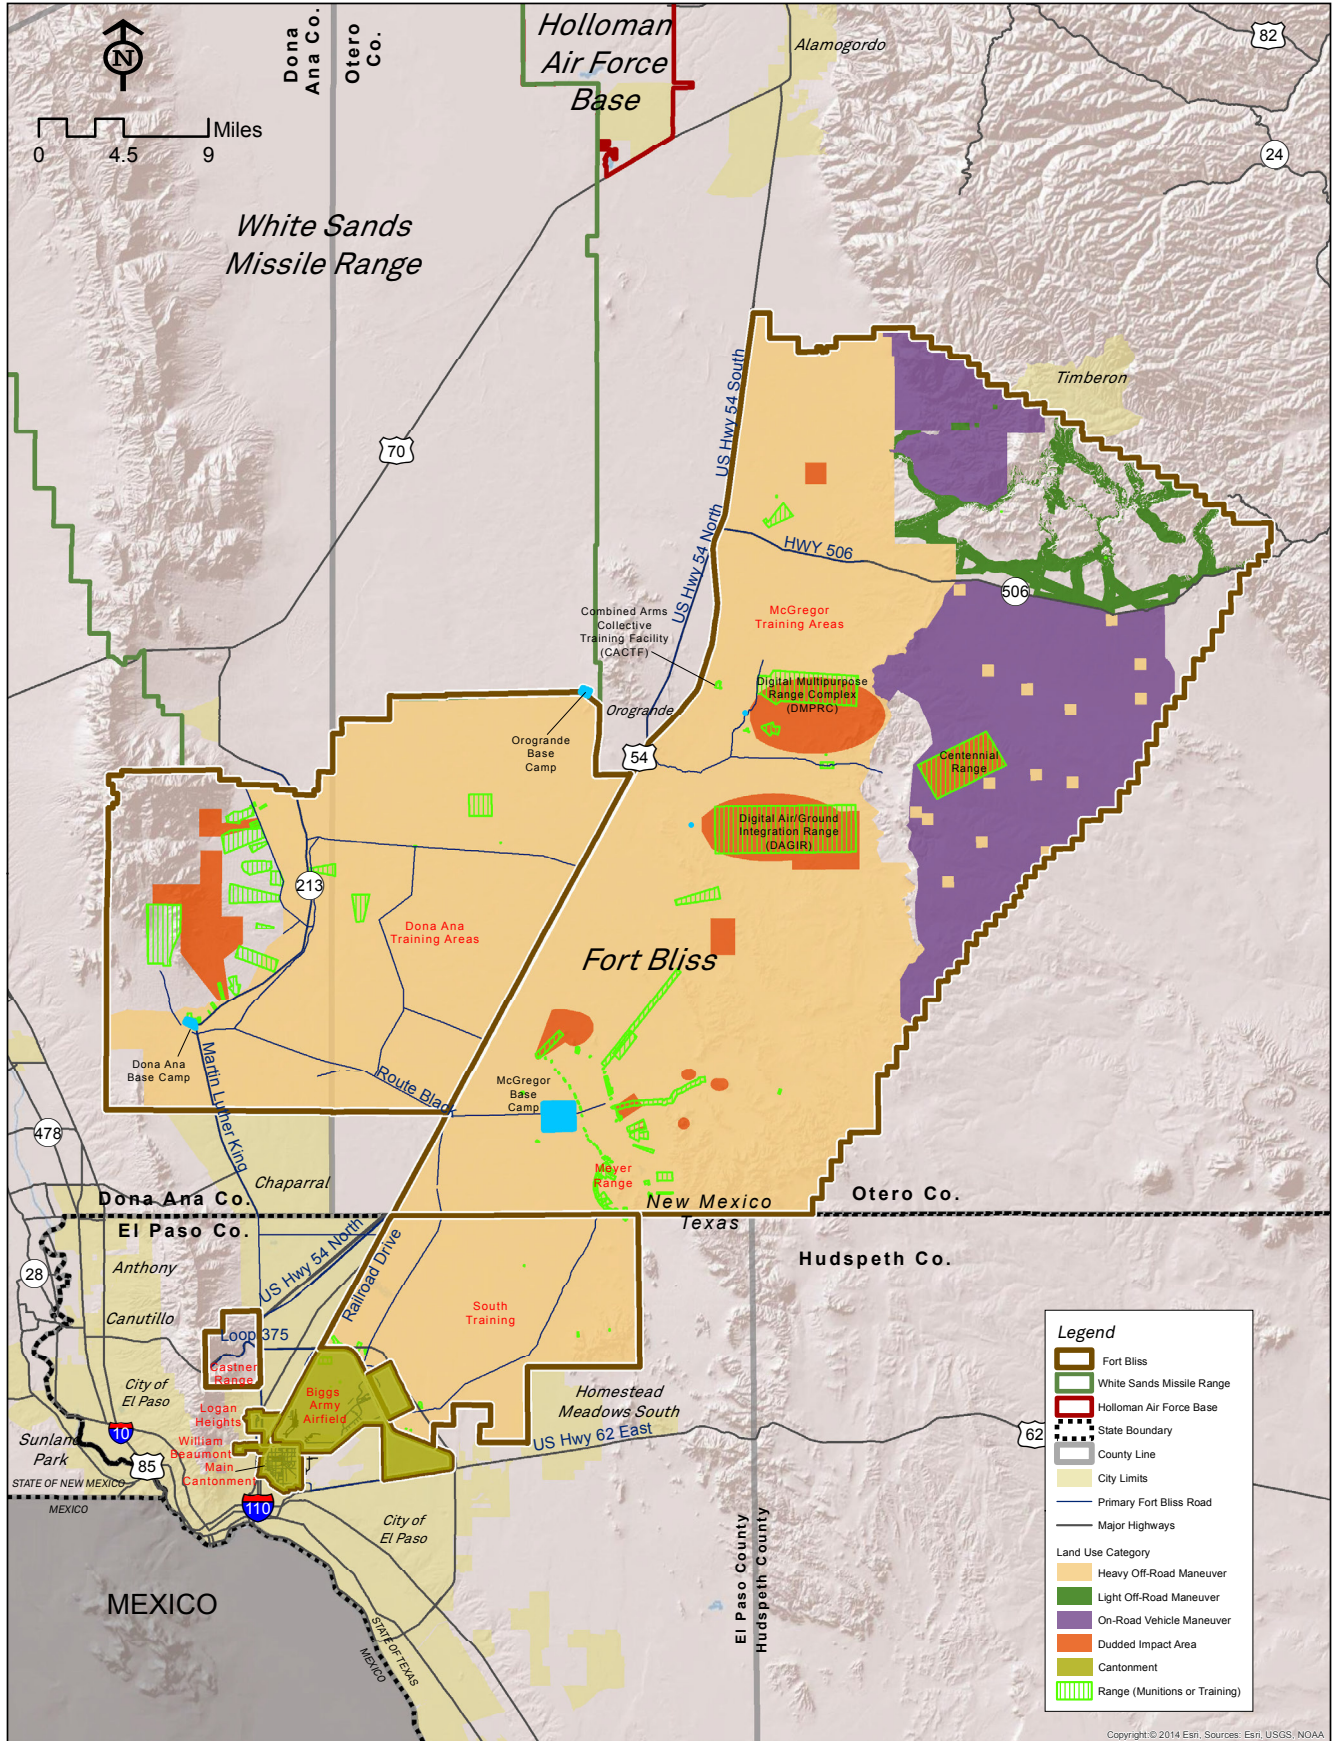 Dona
Ana Co.
Otero
Co.
Holloman
Air Force
Base
Alamogordo
82
N
Miles
0 4.5 9
24
White Sands
Missile Range
Timberon
US Hwy 54 South
70
US Hwy 54 North
HWY 506
506
Combined Arms
Collective
Training Facility
(CACTF)
McGregor
Training Areas
Digital Multipurpose
Range Complex
(DMPRC)
Orogrande
Orogrande
Base
Camp
54
Centennial
Range
Digital Air/Ground
Integration Range
(DAGIR)
213
Dona Ana
Training Areas
Fort Bliss
Dona Ana
Base Camp
Martin Luther King
Route Black
McGregor
Base
Camp
478
Meyer
Range
Chaparral
Dona Ana Co.
El Paso Co.
New Mexico
Texas
Otero Co.
Hudspeth Co.
28
Anthony
Canutillo
US Hwy 54 North
Railroad Drive
South
Training
Loop 375
Castner
Range
City of
El Paso
Biggs
Army
Airfield
Logan
Heights
Homestead
Meadows South
10
Sunland
Park
William
Beaumont
Main
Cantonment
US Hwy 62 East
62
85
STATE OF NEW MEXICO
MEXICO
110
City of
El Paso
El Paso County
Hudspeth County
MEXICO
STATE OF TEXAS
MEXICO
Legend
Fort Bliss
White Sands Missile Range
Holloman Air Force Base
State Boundary
County Line
City Limits
Primary Fort Bliss Road
Major Highways
Land Use Category
Heavy Off-Road Maneuver
Light Off-Road Maneuver
On-Road Vehicle Maneuver
Dudded Impact Area
Cantonment
Range (Munitions or Training)
Copyright:© 2014 Esri, Sources: Esri, USGS, NOAA